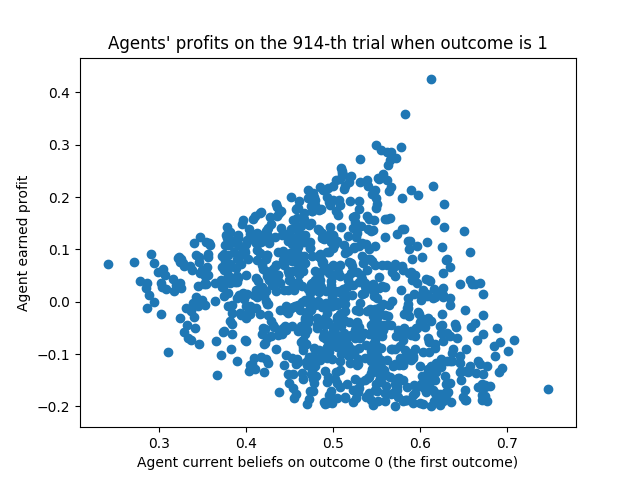 Agents' profits on the 914-th trial when outcome is 1
0.4
0.3
0.2
0.1
0.0
−0.1
−0.2
Agent earned profit
0.3 0.4 0.5 0.6 0.7
Agent current beliefs on outcome 0 (the first outcome)